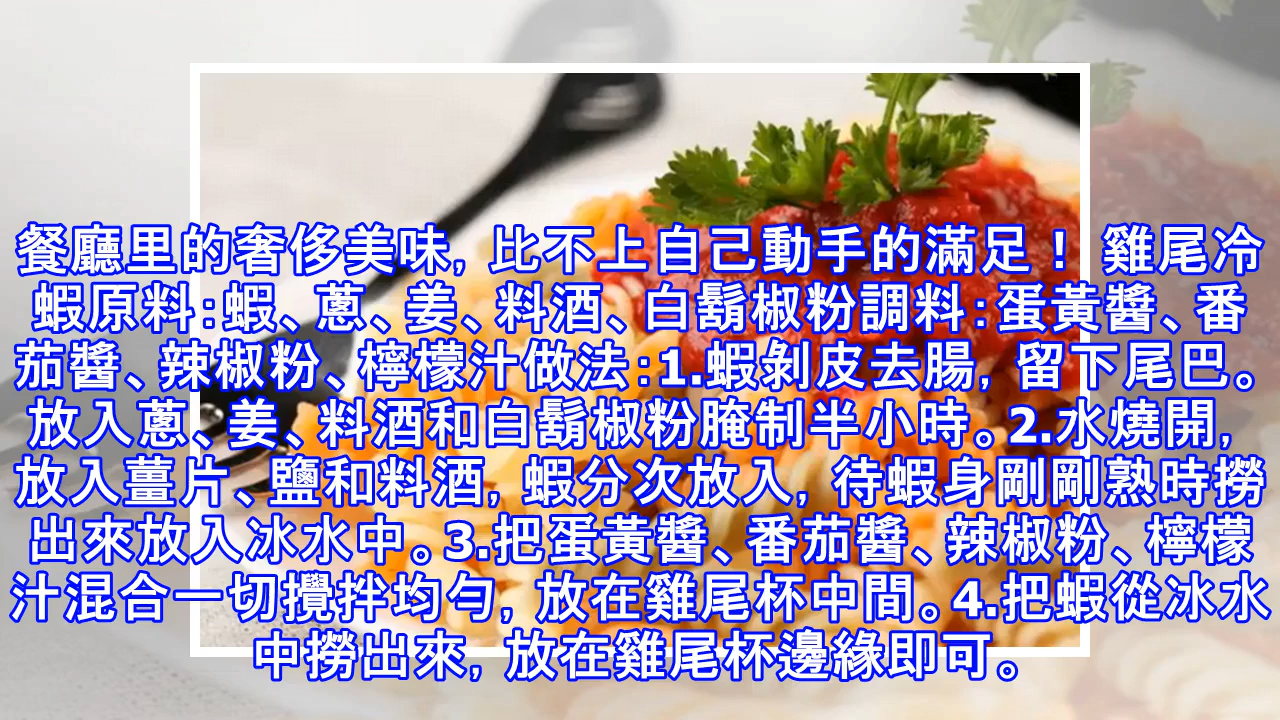 餐廳里的奢侈美味, 比不上自己動手的滿足！ 雞尾冷
蝦原料:蝦、蔥、姜、料酒、白鬍椒粉調料:蛋黃醬、番
茄醬、辣椒粉、檸檬汁做法:1.蝦剝皮去腸, 留下尾巴。
放入蔥、姜、料酒和白鬍椒粉腌制半小時。2.水燒開,
放入薑片、鹽和料酒, 蝦分次放入, 待蝦身剛剛熟時撈
出來放入冰水中。3.把蛋黃醬、番茄醬、辣椒粉、檸檬
汁混合一切攪拌均勻, 放在雞尾杯中間。4.把蝦從冰水
中撈出來, 放在雞尾杯邊緣即可。